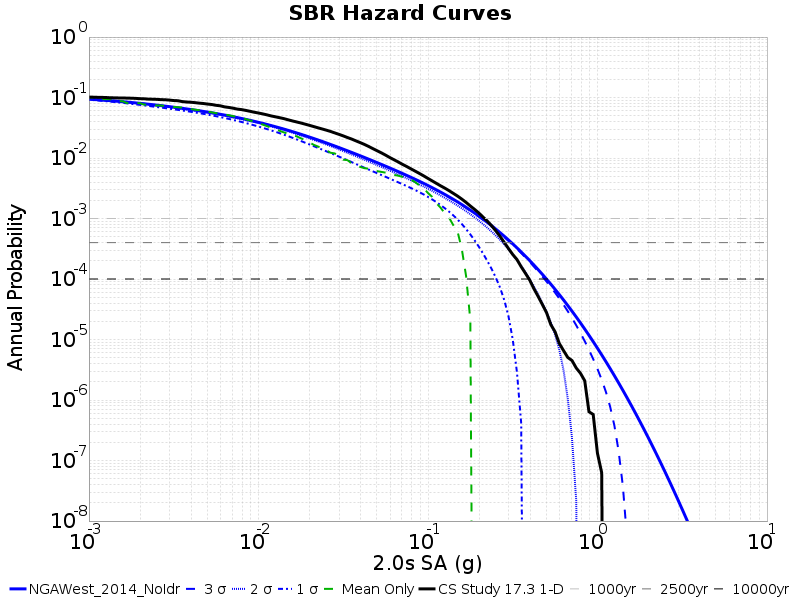 SBR Hazard Curves
Annual Probability
10^0
10^-1
10^-2
10^-3
10^-4
10^-5
10^-6
10^-7
10^-8
10^-3 10^-2 10^-1 10^0 10^1
2.0s SA (g)
NGAWest_2014_NoIdr 3 σ 2 σ 1 σ Mean Only CS Study 17.3 1-D 1000yr 2500yr 10000yr